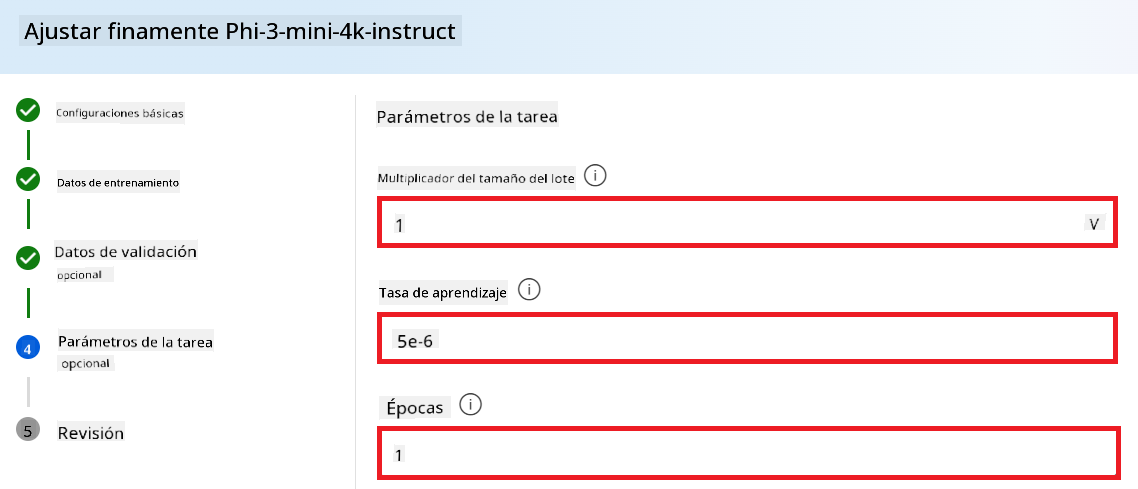 Ajustar finamente Phi-3-mini-4k-instruct
Configuraciones básicas
Datos de entrenamiento
Datos de validación
opcional
4
Parámetros de la tarea
opcional
5
Revisión
Parámetros de la tarea
Multiplicador del tamaño del lote
1
V
Tasa de aprendizaje
5e-6
Épocas
1